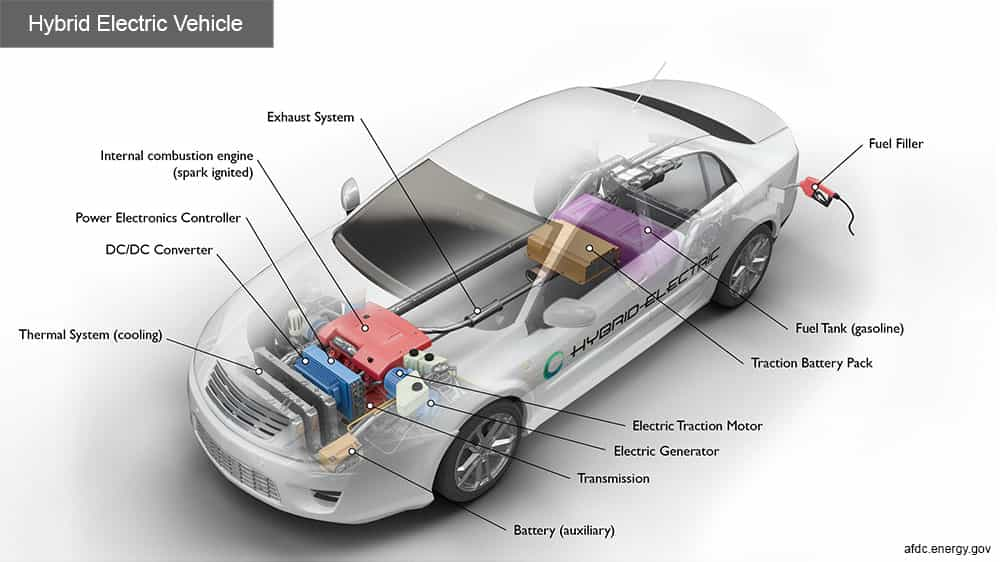 Hybrid Electric Vehicle
Exhaust System
Fuel Filler
Internal combustion engine
(spark ignited)
Power Electronics Controller
DC/DC Converter
Thermal System (cooling)
HYBRID-ELECTRIC
Fuel Tank (gasoline)
Traction Battery Pack
Electric Traction Motor
Electric Generator
Transmission
Battery (auxiliary)
afdc.energy.gov